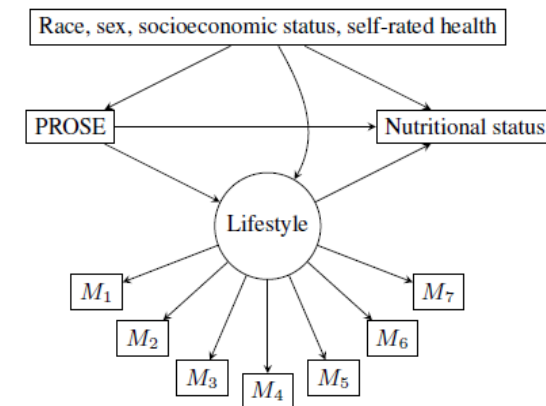 Race, sex, socioeconomic status, self-rated health
PROSE
Nutritional status
Lifestyle
M₁
M₂
M₃
M₄
M₅
M₆
M₇